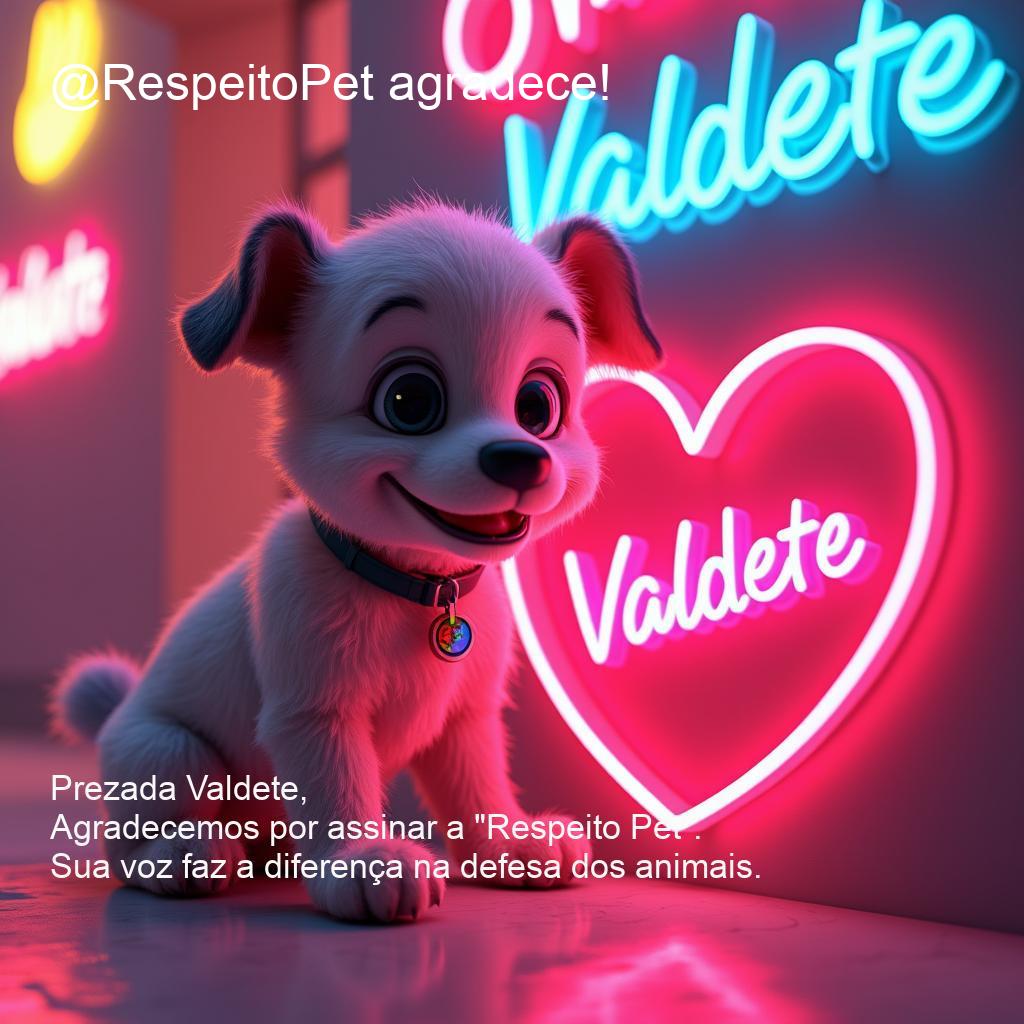 @RespeitoPet agradece!
Valdete
Valdete
Prezada Valdete,
Agradecemos por assinar a "Respeito Pet".
Sua voz faz a diferença na defesa dos animais.